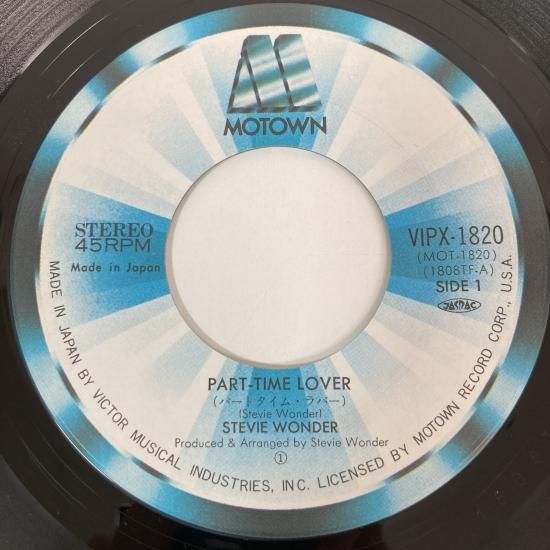 MOTOWN
STEREO
45RPM
Made in Japan
VIPX-1820
(MOT-1820)
(1808TF-A)
SIDE 1
JASRAC
PART-TIME LOVER
(パートタイム・ラバー)
(Stevie Wonder)
STEVIE WONDER
Produced & Arranged by Stevie Wonder
①
MADE IN JAPAN BY VICTOR MUSICAL INDUSTRIES, INC. LICENSED BY MOTOWN RECORD CORP., U.S.A.